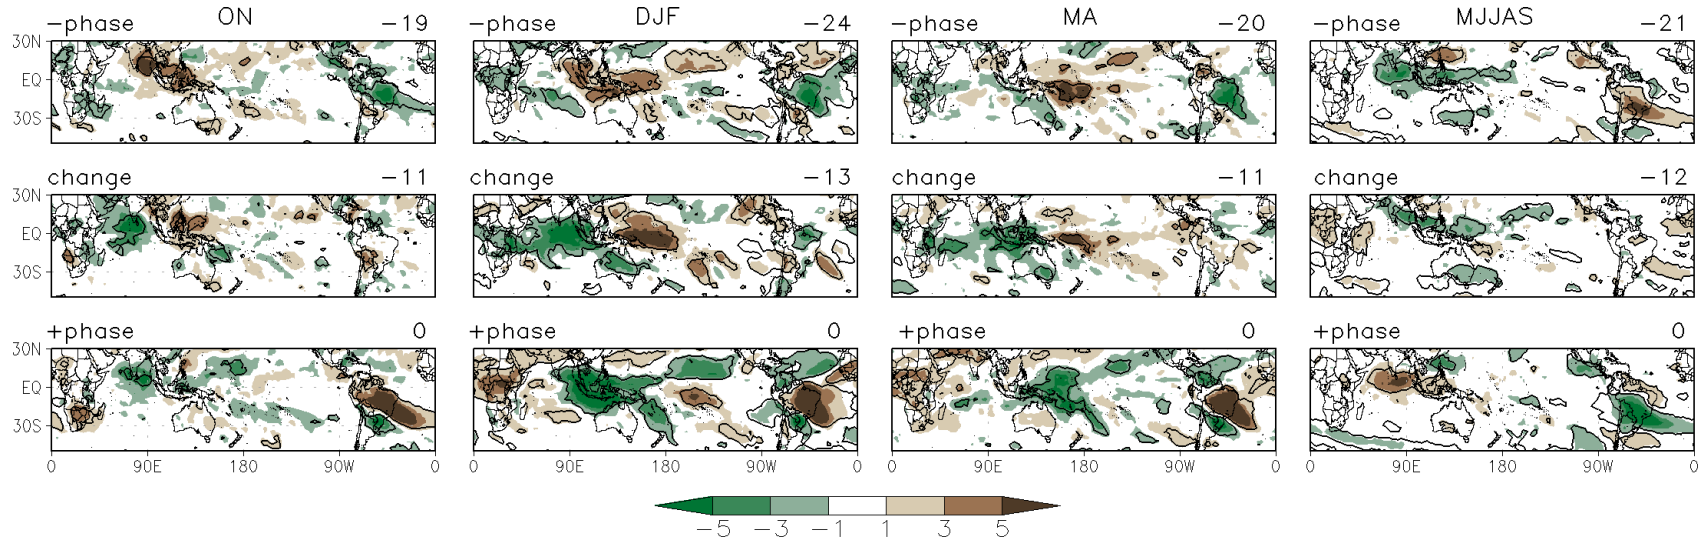 ON DJF MA MJJAS
−phase −19 −phase −24 −phase −20 −phase −21
30N
EQ
30S
change −11 change −13 change −11 change −12
30N
EQ
30S
+phase 0 +phase 0 +phase 0 +phase 0
30N
EQ
30S
0 90E 180 90W 0 0 90E 180 90W 0 0 90E 180 90W 0 0 90E 180 90W 0
−5 −3 −1 1 3 5